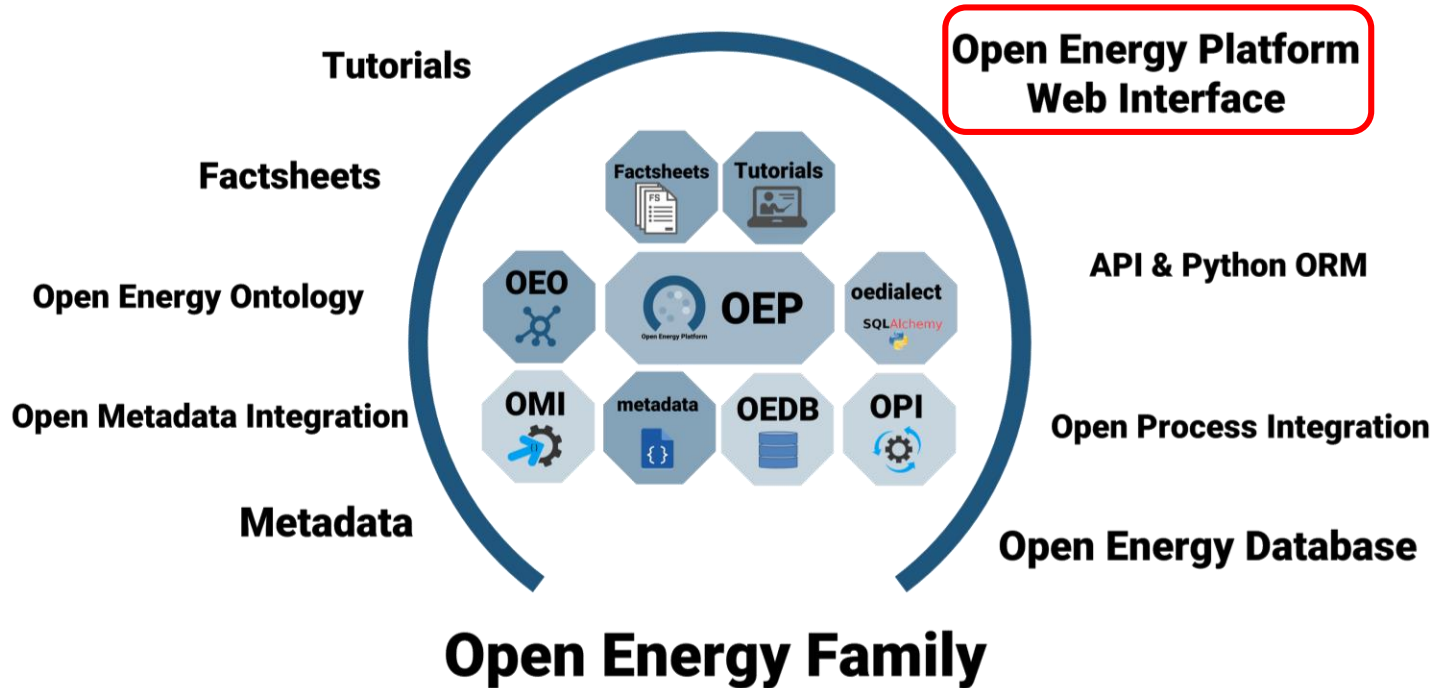 Tutorials
Open Energy Platform
Web Interface
Factsheets
Factsheets
FS
Tutorials
API & Python ORM
Open Energy Ontology
OEO
Open Energy Platform
OEP
oedialect
SQLAlchemy
Open Metadata Integration
OMI
{}
metadata
{ }
OEDB
OPI
Open Process Integration
Metadata
Open Energy Database
Open Energy Family